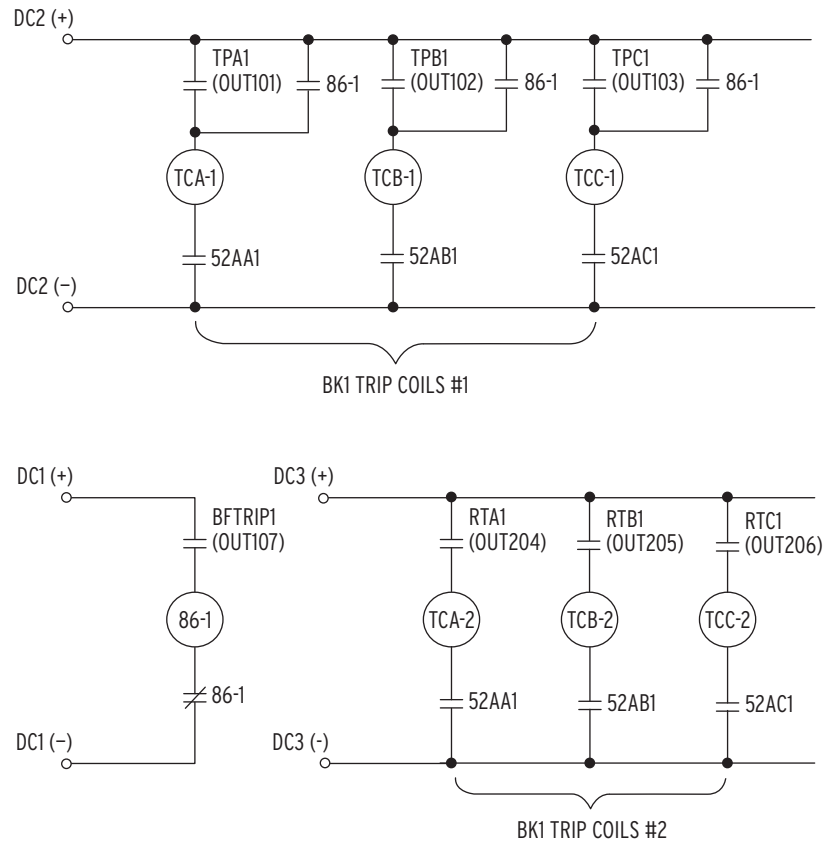 DC2 (+)
TPA1
(OUT101)
86-1
TPB1
(OUT102)
86-1
TPC1
(OUT103)
86-1
TCA-1
TCB-1
TCC-1
52AA1
52AB1
52AC1
DC2 (–)
BK1 TRIP COILS #1
DC1 (+)
BFTRIP1
(OUT107)
86-1
86-1
DC1 (–)
DC3 (+)
RTA1
(OUT204)
RTB1
(OUT205)
RTC1
(OUT206)
TCA-2
TCB-2
TCC-2
52AA1
52AB1
52AC1
DC3 (-)
BK1 TRIP COILS #2